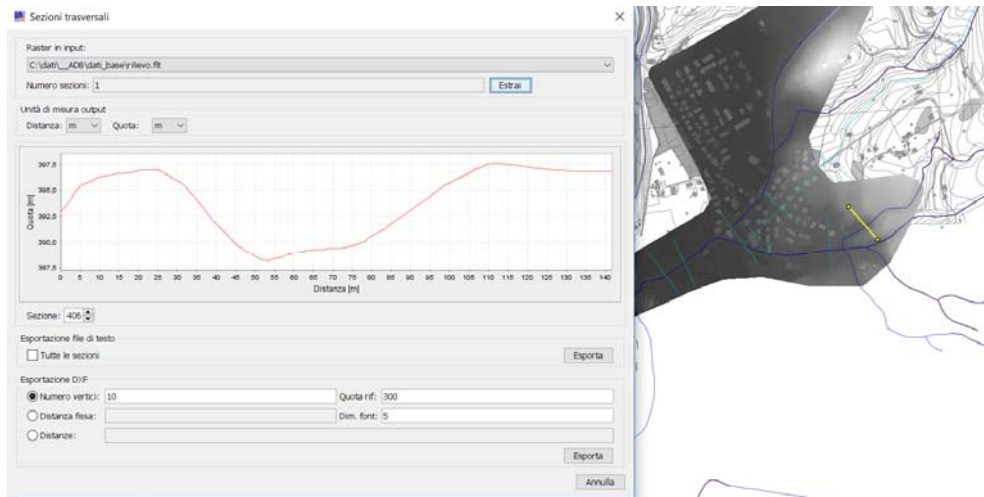 Sezioni trasversali
Raster in input:
C:\dati\__ADB\dati_base\rilievo.flt
Numero sezioni: 1 Estrai
Unità di misura output
Distanza: m Quota: m
397,5
395,0
392,5
390,0
387,5
Quota [m]
0 5 10 15 20 25 30 35 40 45 50 55 60 65 70 75 80 85 90 95 100 105 110 115 120 125 130 135 140
Distanza [m]
Sezione: 406
Esportazione file di testo
Tutte le sezioni Esporta
Esportazione DXF
Numero vertici: 10 Quota rif: 300
Distanza fissa: Dim. font: 5
Distanze:
Esporta
Annulla